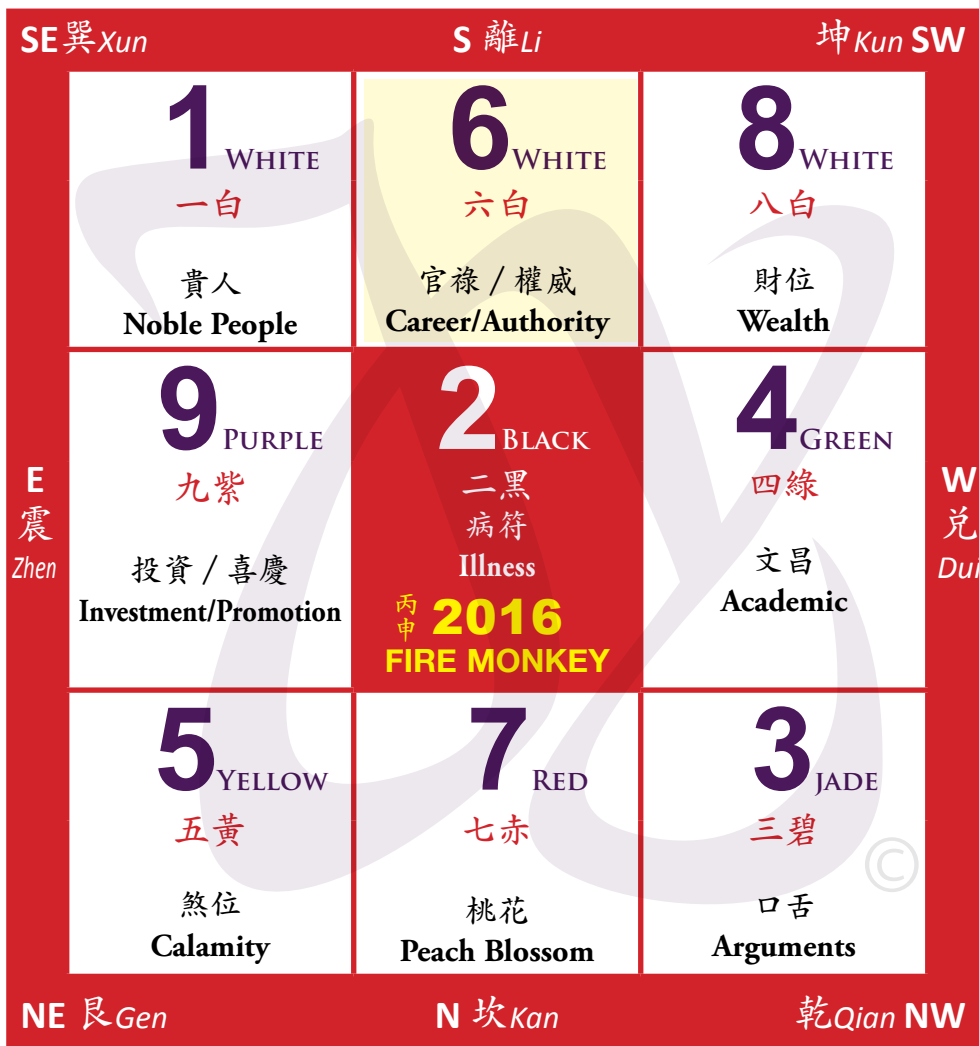 SE 巽 Xun
S 離 Li
坤 Kun SW
1 WHITE
一白
貴人
Noble People
6 WHITE
六白
官祿 / 權威
Career/Authority
8 WHITE
八白
財位
Wealth
E
震
Zhen
9 PURPLE
九紫
投資 / 喜慶
Investment/Promotion
2 BLACK
二黑
病符
Illness
丙申 2016
FIRE MONKEY
4 GREEN
四綠
文昌
Academic
W
兑
Dui
5 YELLOW
五黃
煞位
Calamity
7 RED
七赤
桃花
Peach Blossom
3 JADE
三碧
口舌
Arguments
©
NE 艮 Gen
N 坎 Kan
乾 Qian NW